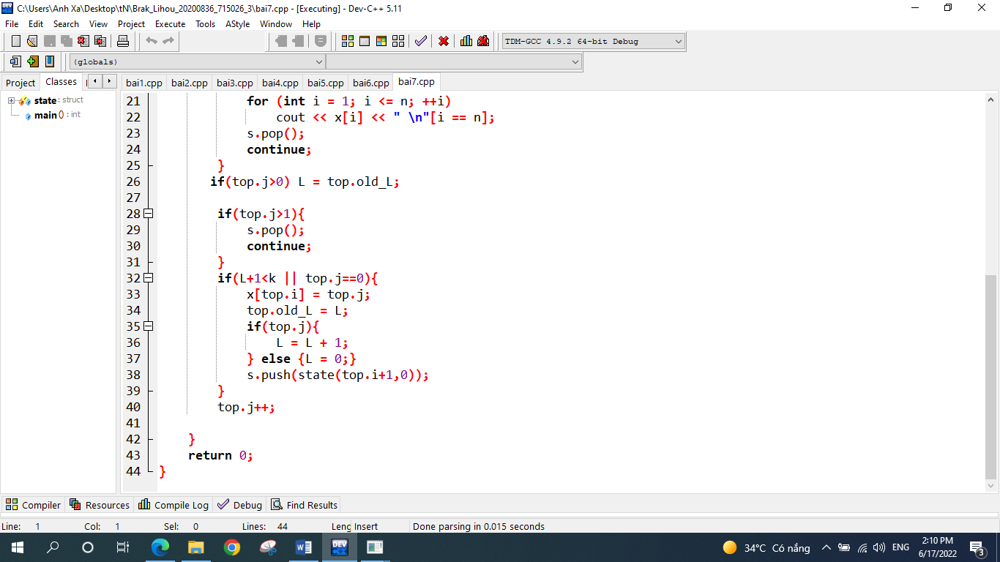 C:\Users\Anh Xa\Desktop\tN\Brak_Lihou_20200836_715026_3\bai7.cpp - [Executing] - Dev-C++ 5.11
File Edit Search View Project Execute Tools AStyle Window Help
TDM-GCC 4.9.2 64-bit Debug
(globals)
Project Classes
bai1.cpp bai2.cpp bai3.cpp bai4.cpp bai5.cpp bai6.cpp bai7.cpp
state : struct
main () : int
21 for (int i = 1; i <= n; ++i)
22 cout << x[i] << " \n"[i == n];
23 s.pop();
24 continue;
25 }
26 if(top.j>0) L = top.old_L;
27
28 if(top.j>1){
29 s.pop();
30 continue;
31 }
32 if(L+1<k || top.j==0){
33 x[top.i] = top.j;
34 top.old_L = L;
35 if(top.j){
36 L = L + 1;
37 } else {L = 0;}
38 s.push(state(top.i+1,0));
39 }
40 top.j++;
41
42 }
43 return 0;
44 }
Compiler Resources Compile Log Debug Find Results
Line: 1 Col: 1 Sel: 0 Lines: 44 Leng Insert Done parsing in 0.015 seconds
34°C Có nắng ENG 2:10 PM
6/17/2022 3